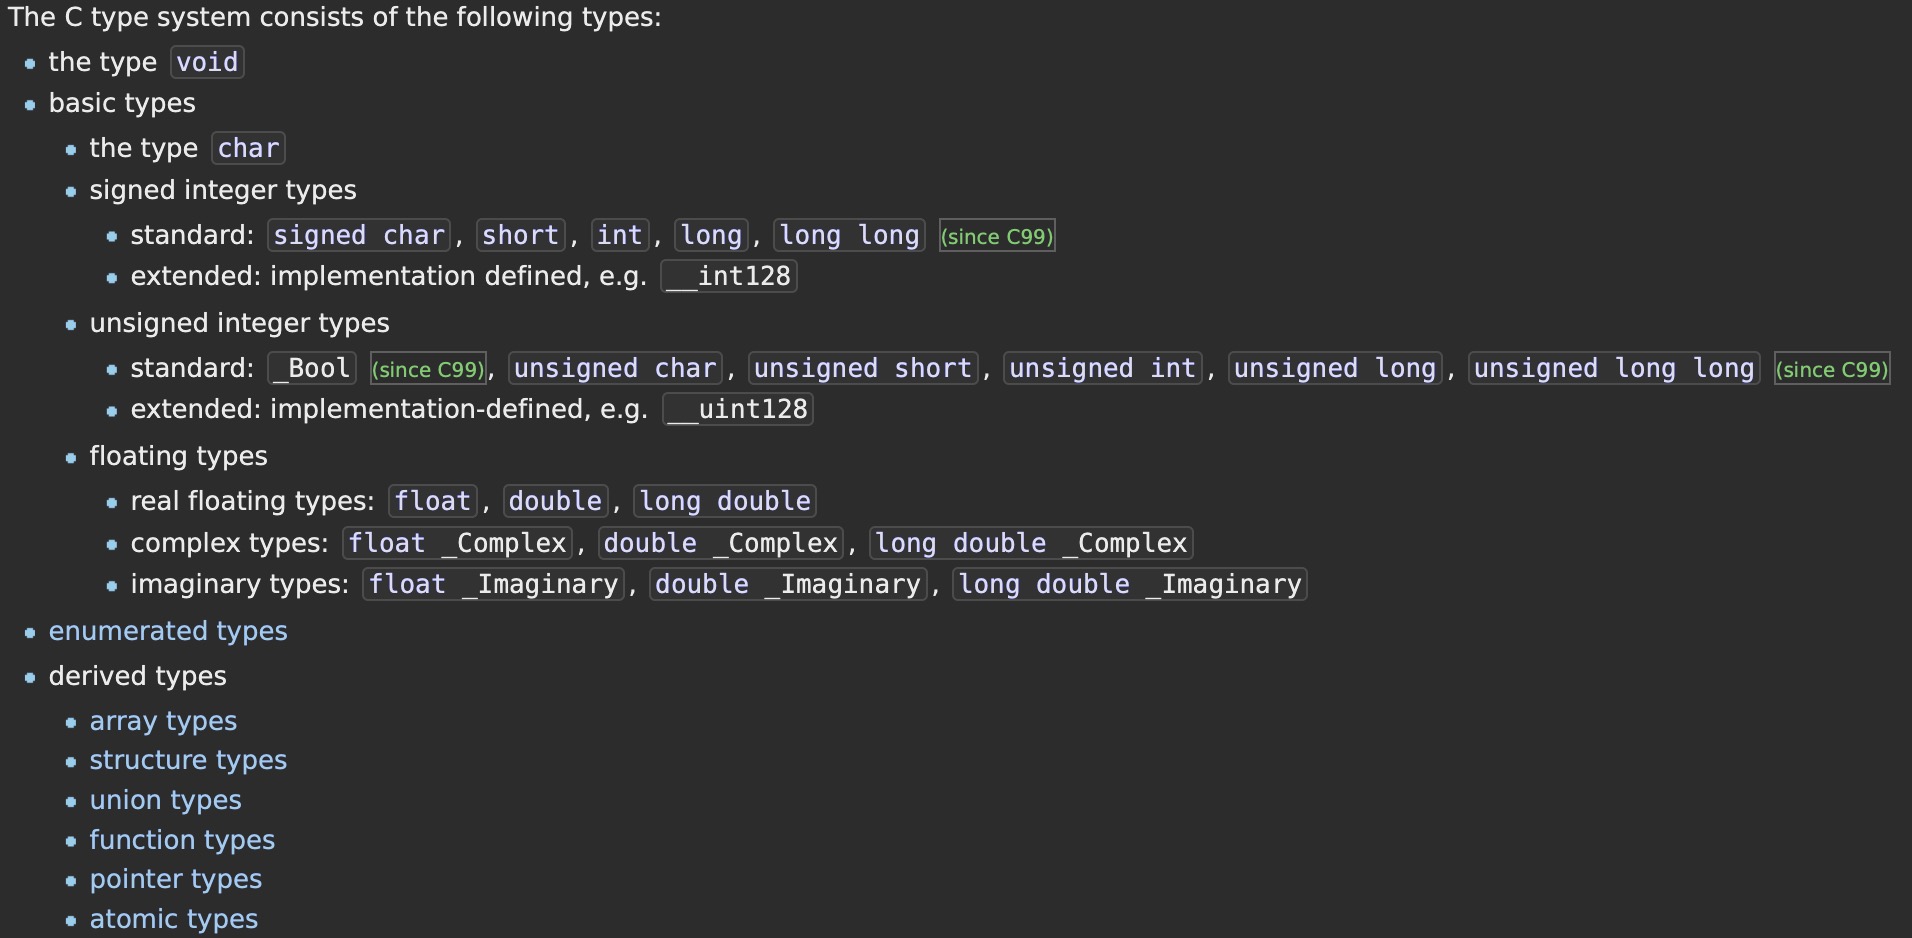 The C type system consists of the following types:
the type void
basic types
the type char
signed integer types
standard: signed char, short, int, long, long long (since C99)
extended: implementation defined, e.g. __int128
unsigned integer types
standard: _Bool (since C99), unsigned char, unsigned short, unsigned int, unsigned long, unsigned long long (since C99)
extended: implementation-defined, e.g. __uint128
floating types
real floating types: float, double, long double
complex types: float _Complex, double _Complex, long double _Complex
imaginary types: float _Imaginary, double _Imaginary, long double _Imaginary
enumerated types
derived types
array types
structure types
union types
function types
pointer types
atomic types